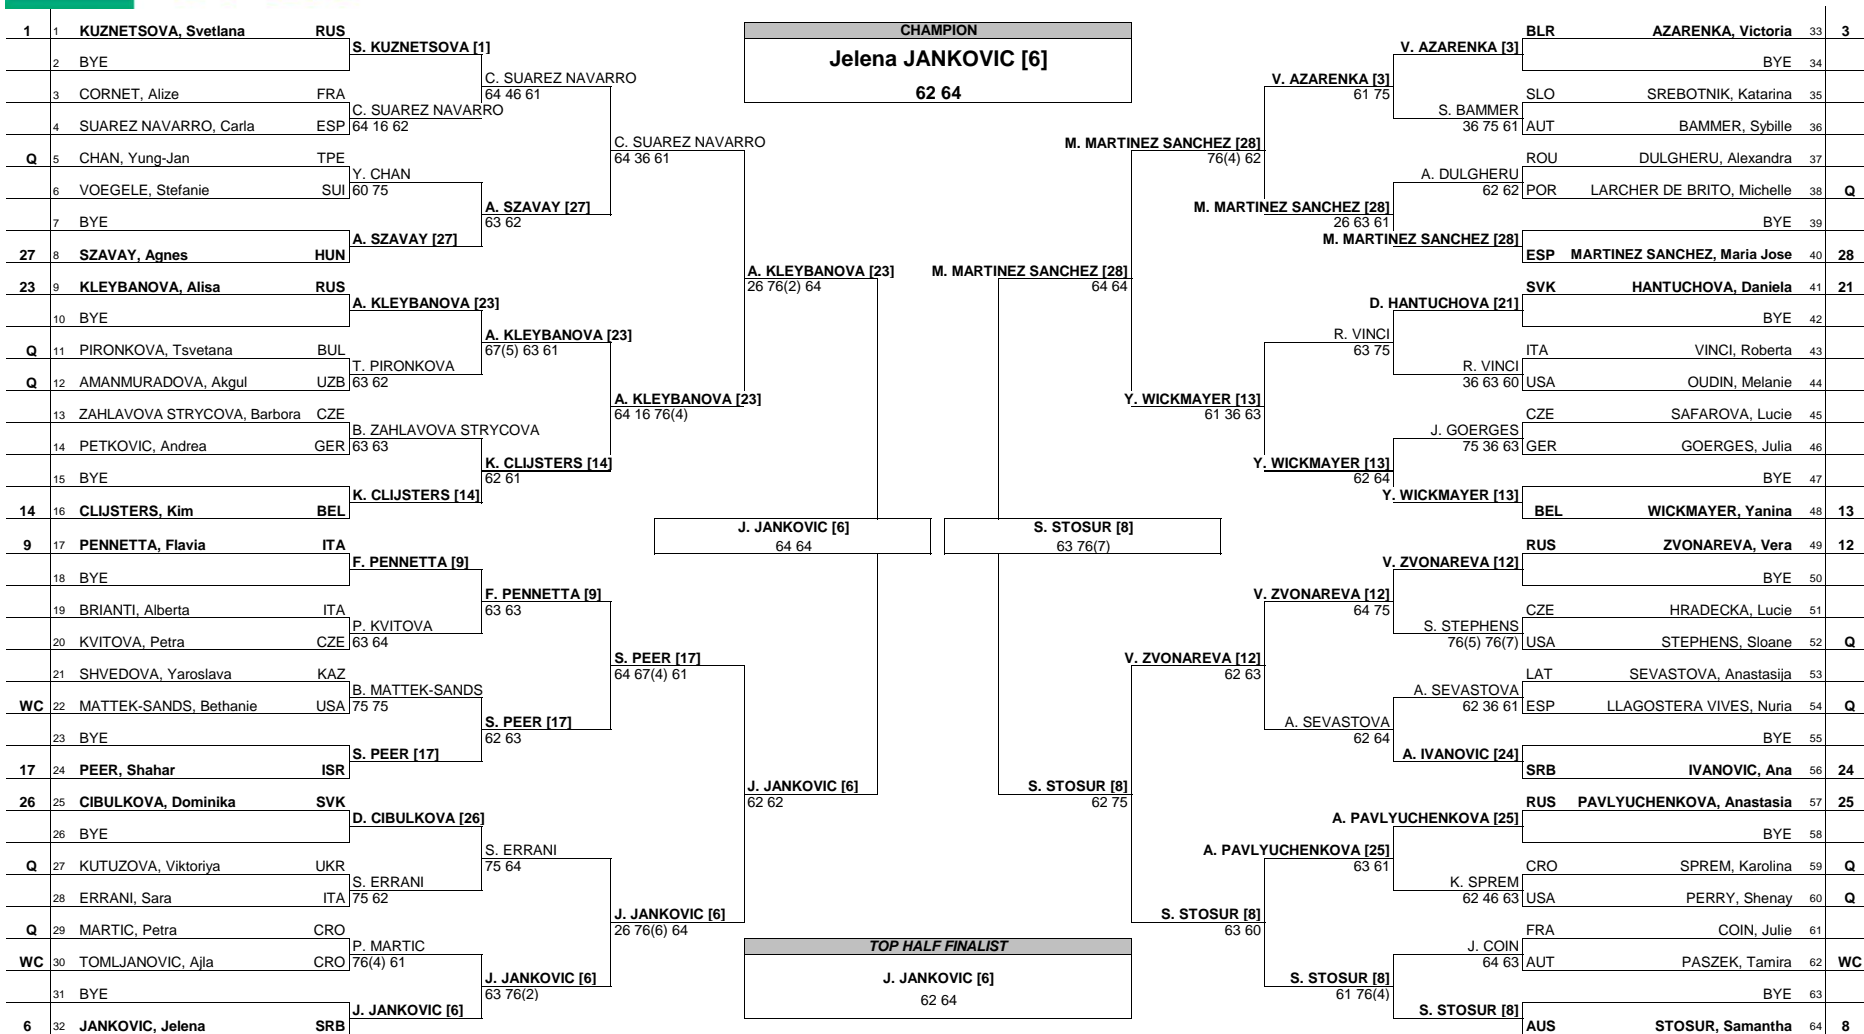 1 1 KUZNETSOVA, Svetlana RUS
2 BYE
3 CORNET, Alize FRA
4 SUAREZ NAVARRO, Carla ESP
Q 5 CHAN, Yung-Jan TPE
6 VOEGELE, Stefanie SUI
7 BYE
27 8 SZAVAY, Agnes HUN
23 9 KLEYBANOVA, Alisa RUS
10 BYE
Q 11 PIRONKOVA, Tsvetana BUL
Q 12 AMANMURADOVA, Akgul UZB
13 ZAHLAVOVA STRYCOVA, Barbora CZE
14 PETKOVIC, Andrea GER
15 BYE
14 16 CLIJSTERS, Kim BEL
9 17 PENNETTA, Flavia ITA
18 BYE
19 BRIANTI, Alberta ITA
20 KVITOVA, Petra CZE
21 SHVEDOVA, Yaroslava KAZ
WC 22 MATTEK-SANDS, Bethanie USA
23 BYE
17 24 PEER, Shahar ISR
26 25 CIBULKOVA, Dominika SVK
26 BYE
Q 27 KUTUZOVA, Viktoriya UKR
28 ERRANI, Sara ITA
Q 29 MARTIC, Petra CRO
WC 30 TOMLJANOVIC, Ajla CRO
31 BYE
6 32 JANKOVIC, Jelena SRB
S. KUZNETSOVA [1]
C. SUAREZ NAVARRO
64 16 62
Y. CHAN
60 75
A. SZAVAY [27]
A. KLEYBANOVA [23]
T. PIRONKOVA
63 62
B. ZAHLAVOVA STRYCOVA
63 63
K. CLIJSTERS [14]
F. PENNETTA [9]
P. KVITOVA
63 64
B. MATTEK-SANDS
75 75
S. PEER [17]
D. CIBULKOVA [26]
S. ERRANI
75 62
P. MARTIC
76(4) 61
J. JANKOVIC [6]
C. SUAREZ NAVARRO
64 46 61
A. SZAVAY [27]
63 62
A. KLEYBANOVA [23]
67(5) 63 61
K. CLIJSTERS [14]
62 61
F. PENNETTA [9]
63 63
S. PEER [17]
62 63
S. ERRANI
75 64
J. JANKOVIC [6]
63 76(2)
C. SUAREZ NAVARRO
64 36 61
A. KLEYBANOVA [23]
64 16 76(4)
S. PEER [17]
64 67(4) 61
J. JANKOVIC [6]
26 76(6) 64
A. KLEYBANOVA [23]
26 76(2) 64
J. JANKOVIC [6]
62 62
J. JANKOVIC [6]
64 64
CHAMPION
Jelena JANKOVIC [6]
62 64
TOP HALF FINALIST
J. JANKOVIC [6]
62 64
S. STOSUR [8]
63 76(7)
M. MARTINEZ SANCHEZ [28]
64 64
S. STOSUR [8]
62 75
M. MARTINEZ SANCHEZ [28]
76(4) 62
Y. WICKMAYER [13]
61 36 63
V. ZVONAREVA [12]
62 63
S. STOSUR [8]
63 60
V. AZARENKA [3]
61 75
M. MARTINEZ SANCHEZ [28]
26 63 61
R. VINCI
63 75
Y. WICKMAYER [13]
62 64
V. ZVONAREVA [12]
64 75
A. SEVASTOVA
62 64
A. PAVLYUCHENKOVA [25]
63 61
S. STOSUR [8]
61 76(4)
V. AZARENKA [3]
S. BAMMER
36 75 61
A. DULGHERU
62 62
M. MARTINEZ SANCHEZ [28]
D. HANTUCHOVA [21]
R. VINCI
36 63 60
J. GOERGES
75 36 63
Y. WICKMAYER [13]
V. ZVONAREVA [12]
S. STEPHENS
76(5) 76(7)
A. SEVASTOVA
62 36 61
A. IVANOVIC [24]
A. PAVLYUCHENKOVA [25]
K. SPREM
62 46 63
J. COIN
64 63
S. STOSUR [8]
BLR AZARENKA, Victoria 33 3
BYE 34
SLO SREBOTNIK, Katarina 35
AUT BAMMER, Sybille 36
ROU DULGHERU, Alexandra 37
POR LARCHER DE BRITO, Michelle 38 Q
BYE 39
ESP MARTINEZ SANCHEZ, Maria Jose 40 28
SVK HANTUCHOVA, Daniela 41 21
BYE 42
ITA VINCI, Roberta 43
USA OUDIN, Melanie 44
CZE SAFAROVA, Lucie 45
GER GOERGES, Julia 46
BYE 47
BEL WICKMAYER, Yanina 48 13
RUS ZVONAREVA, Vera 49 12
BYE 50
CZE HRADECKA, Lucie 51
USA STEPHENS, Sloane 52 Q
LAT SEVASTOVA, Anastasija 53
ESP LLAGOSTERA VIVES, Nuria 54 Q
BYE 55
SRB IVANOVIC, Ana 56 24
RUS PAVLYUCHENKOVA, Anastasia 57 25
BYE 58
CRO SPREM, Karolina 59 Q
USA PERRY, Shenay 60 Q
FRA COIN, Julie 61
AUT PASZEK, Tamira 62 WC
BYE 63
AUS STOSUR, Samantha 64 8